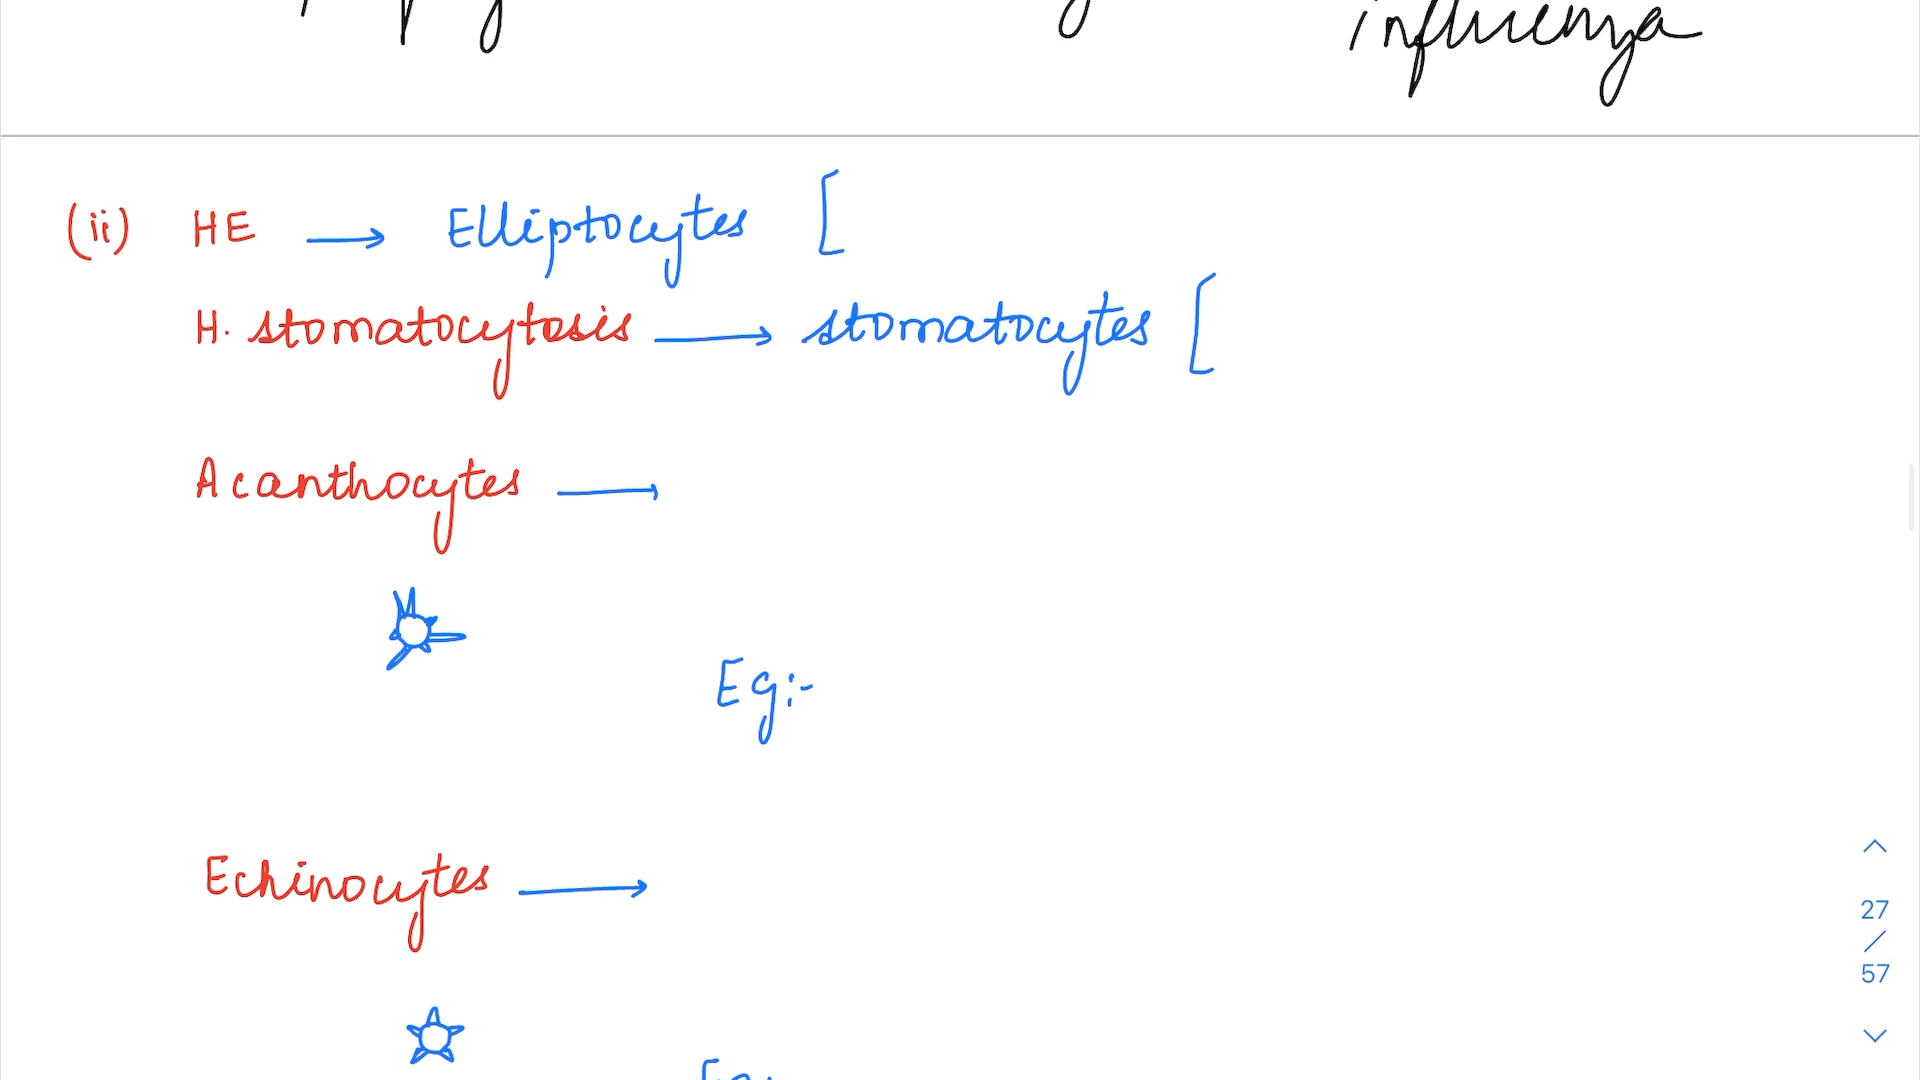 influenza
(ii) HE → Elliptocytes [
H. stomatocytosis → stomatocytes [
Acanthocytes →
Eg:-
Echinocytes →
27
/
57